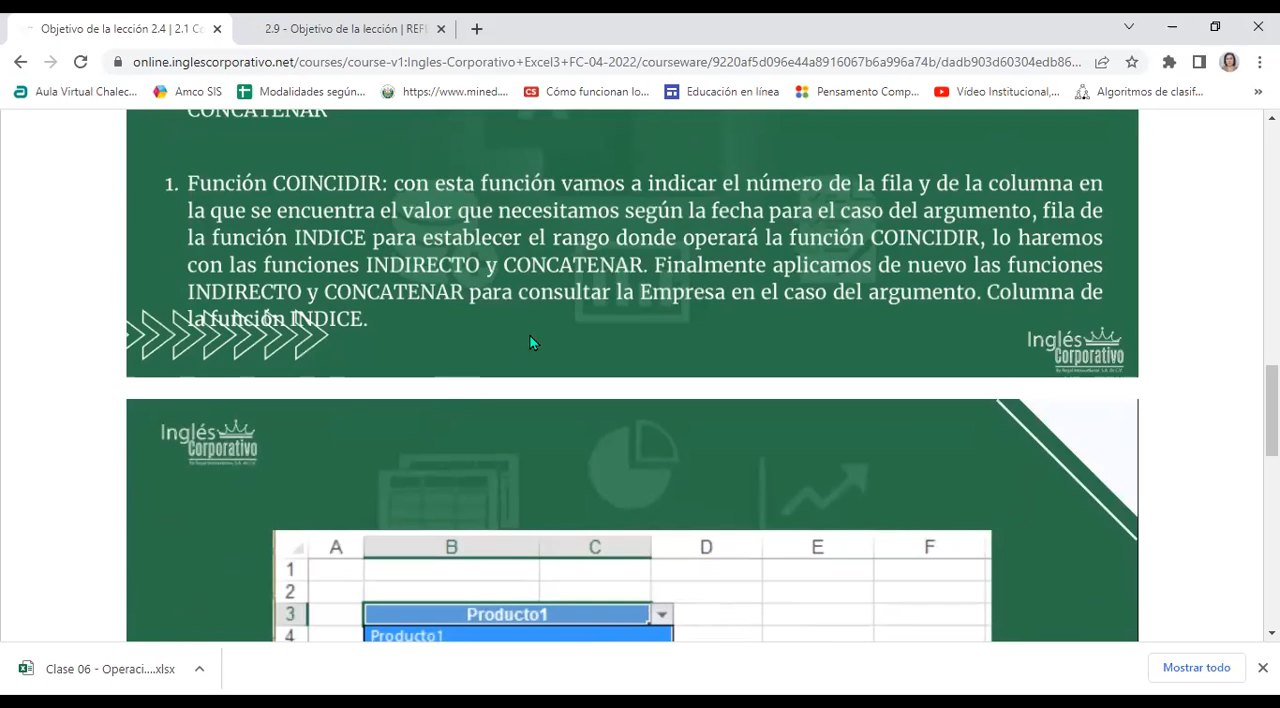 Objetivo de la lección 2.4 | 2.1 Co
2.9 - Objetivo de la lección | REFE
online.inglescorporativo.net/courses/course-v1:Ingles-Corporativo+Excel3+FC-04-2022/courseware/9220af5d096e44a8916067b6a996a74b/dadb903d60304edb86...
Aula Virtual Chalec...
Amco SIS
Modalidades según...
https://www.mined...
CS Cómo funcionan lo...
Educación en línea
Pensamento Comp...
Vídeo Institucional,...
Algoritmos de clasif...
»
CONCATENAR
1. Función COINCIDIR: con esta función vamos a indicar el número de la fila y de la columna en
la que se encuentra el valor que necesitamos según la fecha para el caso del argumento, fila de
la función INDICE para establecer el rango donde operará la función COINCIDIR, lo haremos
con las funciones INDIRECTO y CONCATENAR. Finalmente aplicamos de nuevo las funciones
INDIRECTO y CONCATENAR para consultar la Empresa en el caso del argumento. Columna de
la función INDICE.
Inglés
Corporativo
Inglés
Corporativo
A B C D E F
1
2
3 Producto1
4 Producto1
Clase 06 - Operaci....xlsx
Mostrar todo